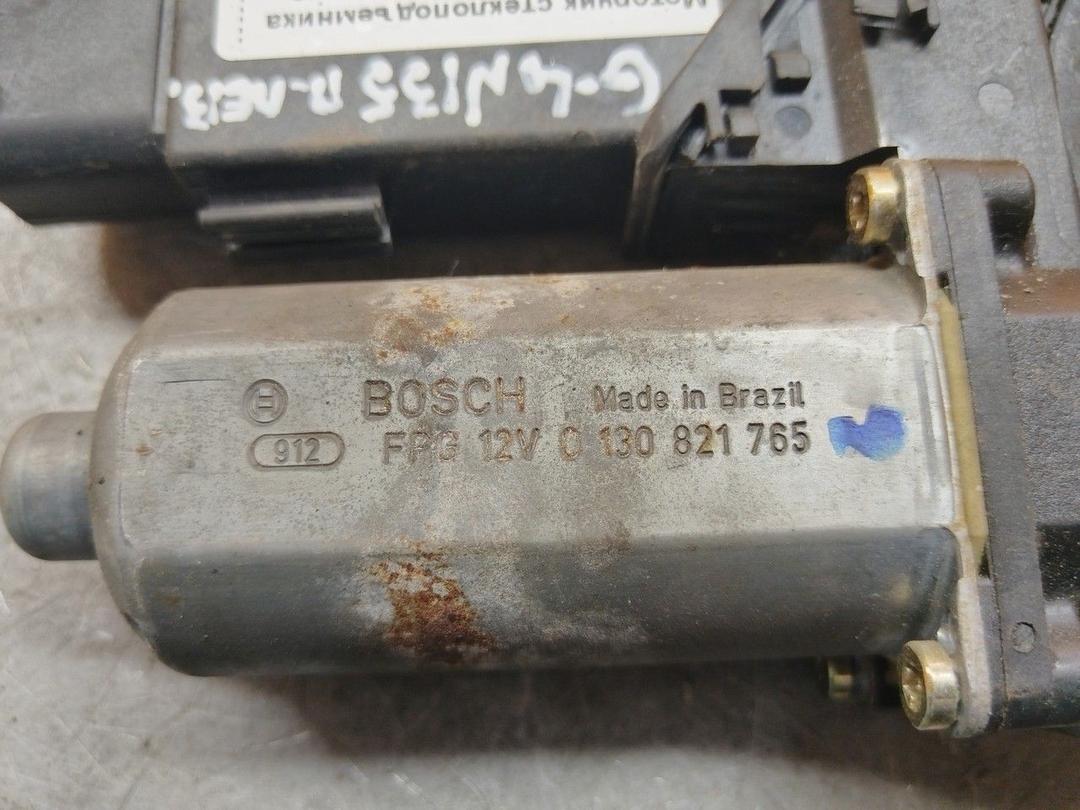 Моторчик стеклоподъемника
G-4 N135 П-ЛЕВ.
BOSCH Made in Brazil
912 FPG 12V 0 130 821 765